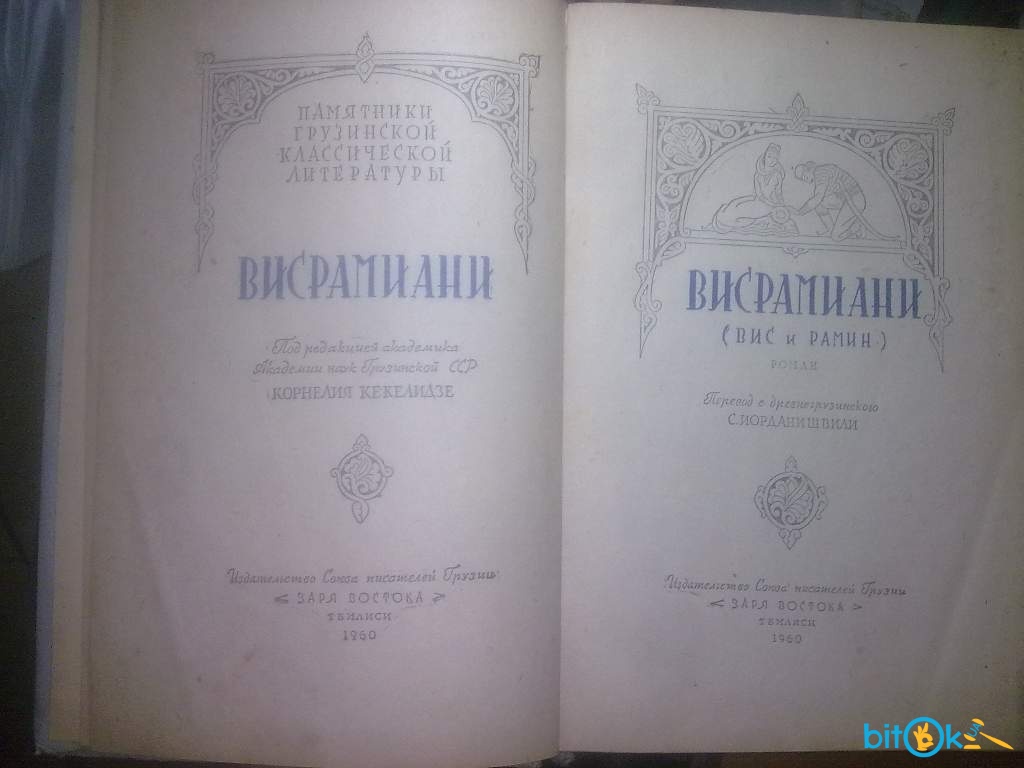 ПАМЯТНИКИ
ГРУЗИНСКОЙ
КЛАССИЧЕСКОЙ
ЛИТЕРАТУРЫ
ВИСРАМИАНИ
Под редакцией академика
Академии наук Грузинской ССР
КОРНЕЛИЯ КЕКЕЛИДЗЕ
Издательство Союза писателей Грузии
< ЗАРЯ ВОСТОКА >
ТБИЛИСИ
1960
ВИСРАМИАНИ
(ВИС и РАМИН)
РОМАН
Перевод с древнегрузинского
С. ИОРДАНИШВИЛИ
Издательство Союза писателей Грузии
< ЗАРЯ ВОСТОКА >
ТБИЛИСИ
1960
bitOk.UA